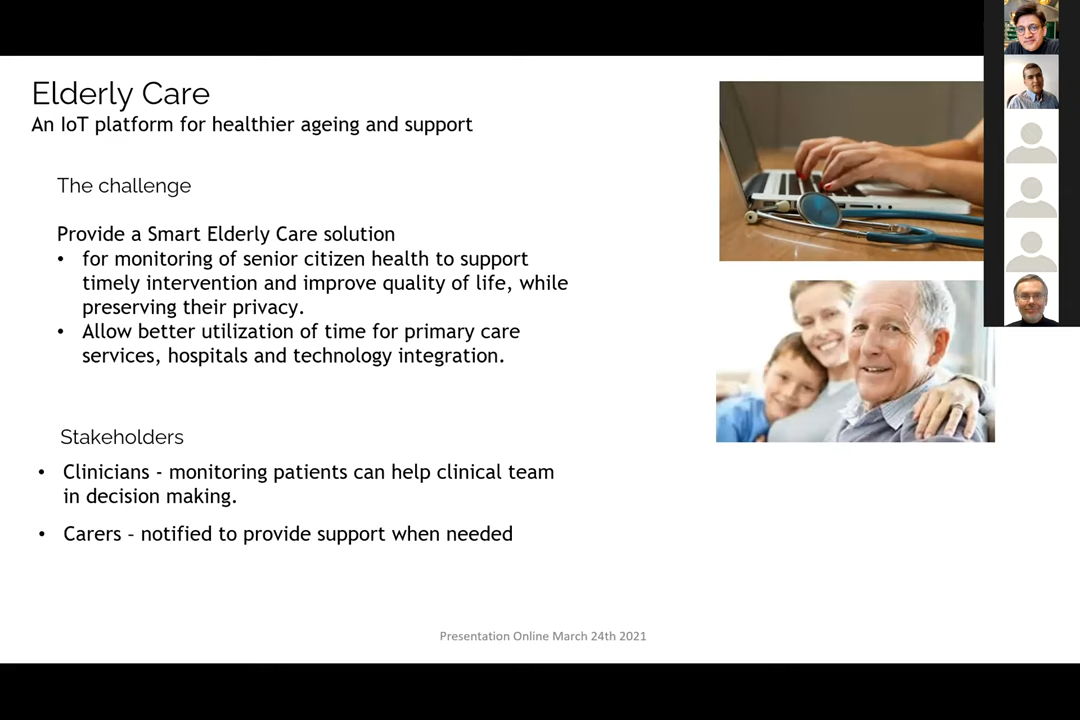 Elderly Care
An IoT platform for healthier ageing and support
The challenge
Provide a Smart Elderly Care solution
• for monitoring of senior citizen health to support
timely intervention and improve quality of life, while
preserving their privacy.
• Allow better utilization of time for primary care
services, hospitals and technology integration.
Stakeholders
• Clinicians - monitoring patients can help clinical team
in decision making.
• Carers – notified to provide support when needed
Presentation Online March 24th 2021